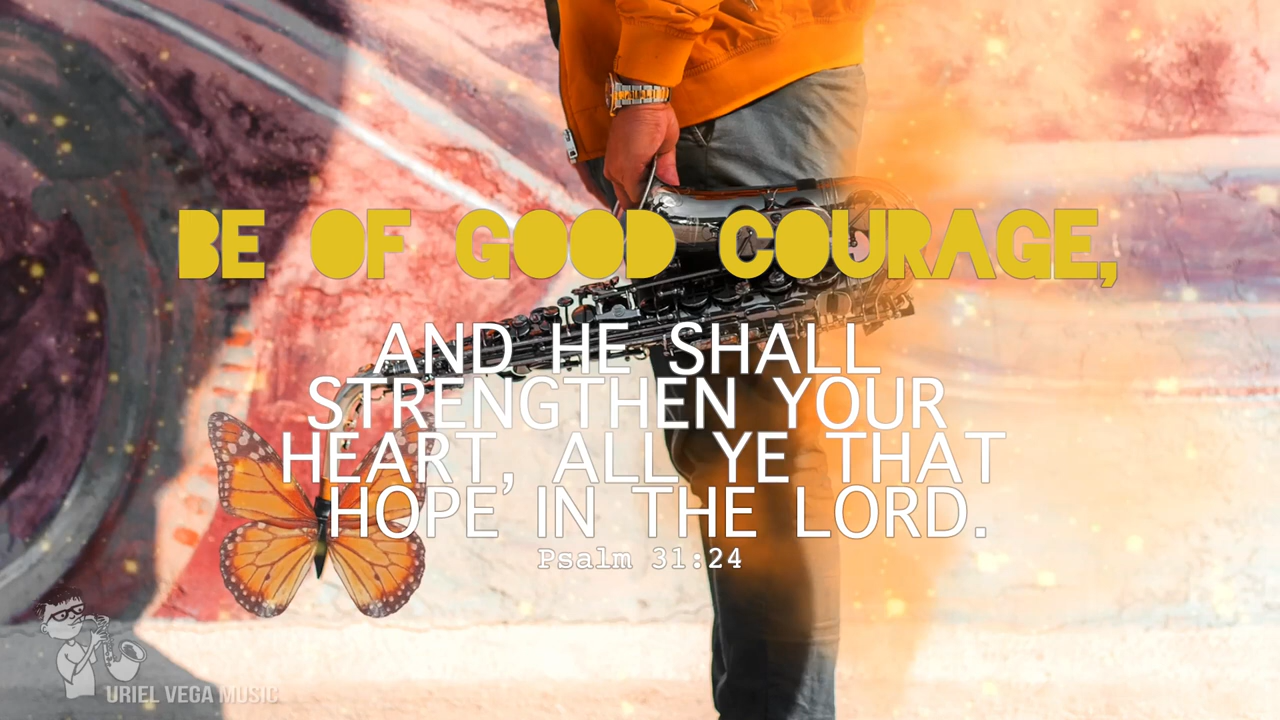 BE OF GOOD COURAGE,
AND HE SHALL
STRENGTHEN YOUR
HEART, ALL YE THAT
HOPE IN THE LORD.
Psalm 31:24
URIEL VEGA MUSIC